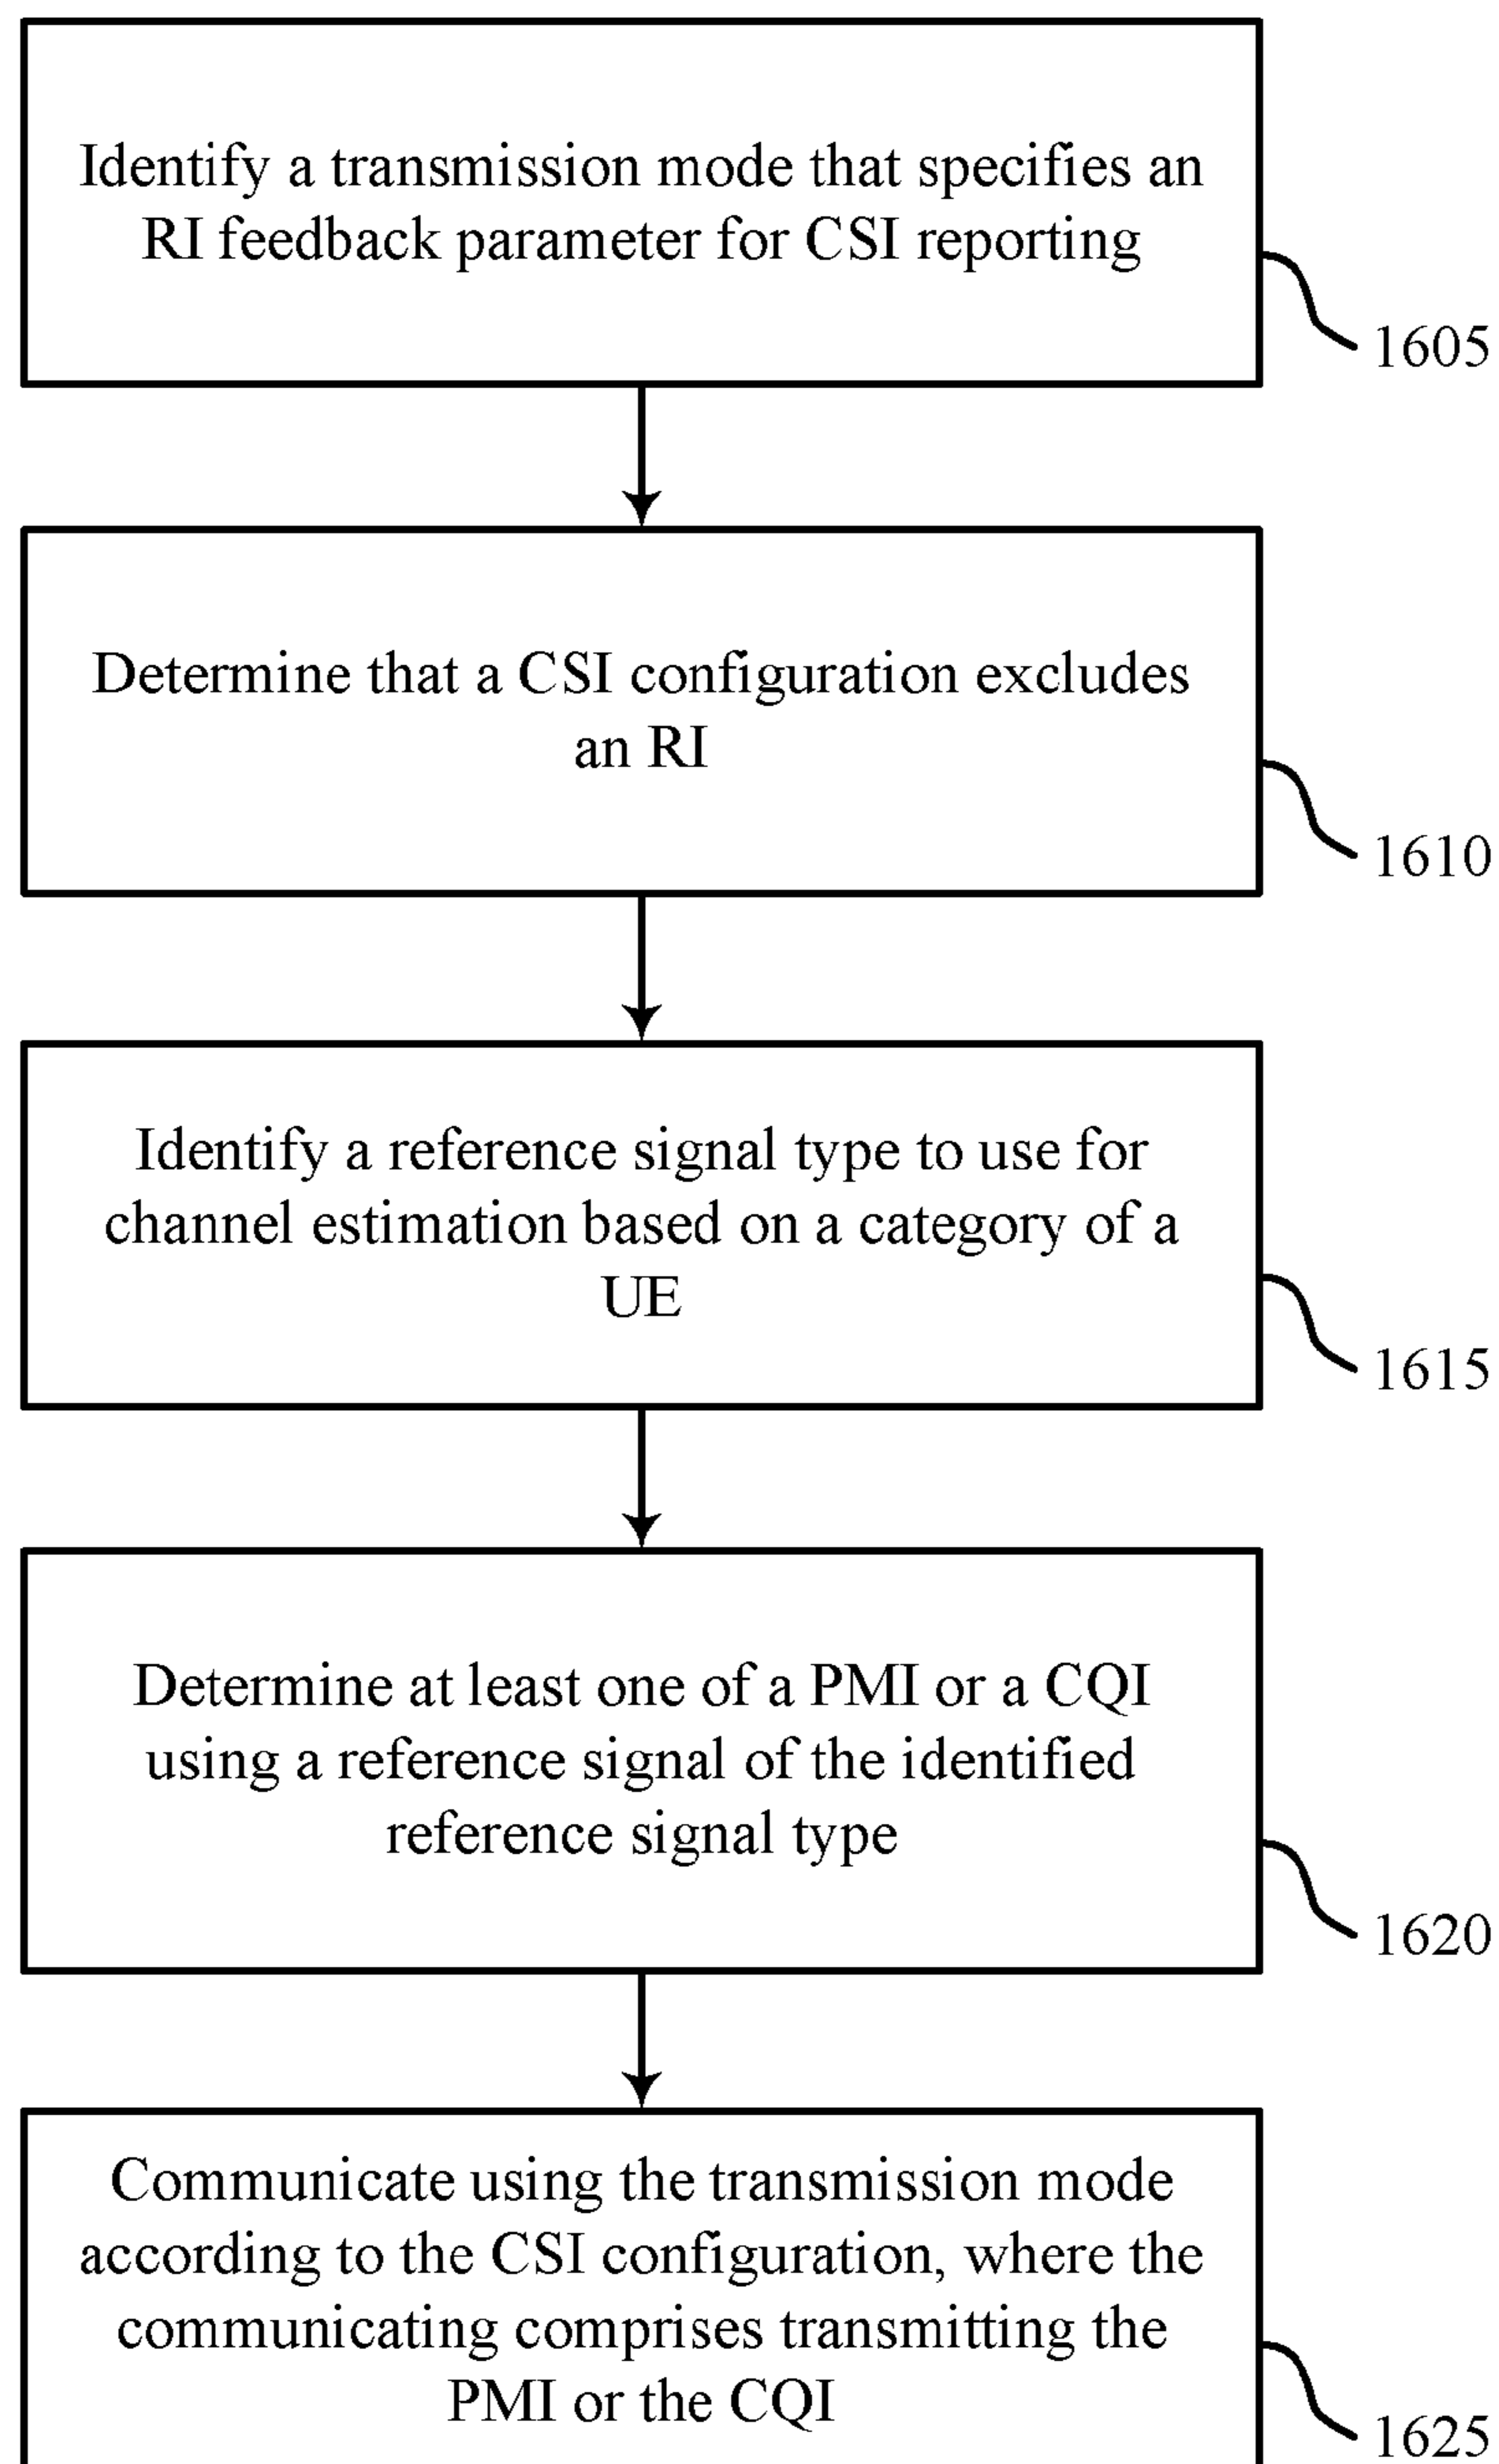 Identify a transmission mode that specifies an
RI feedback parameter for CSI reporting
1605
Determine that a CSI configuration excludes
an RI
1610
Identify a reference signal type to use for
channel estimation based on a category of a
UE
1615
Determine at least one of a PMI or a CQI
using a reference signal of the identified
reference signal type
1620
Communicate using the transmission mode
according to the CSI configuration, where the
communicating comprises transmitting the
PMI or the CQI
1625